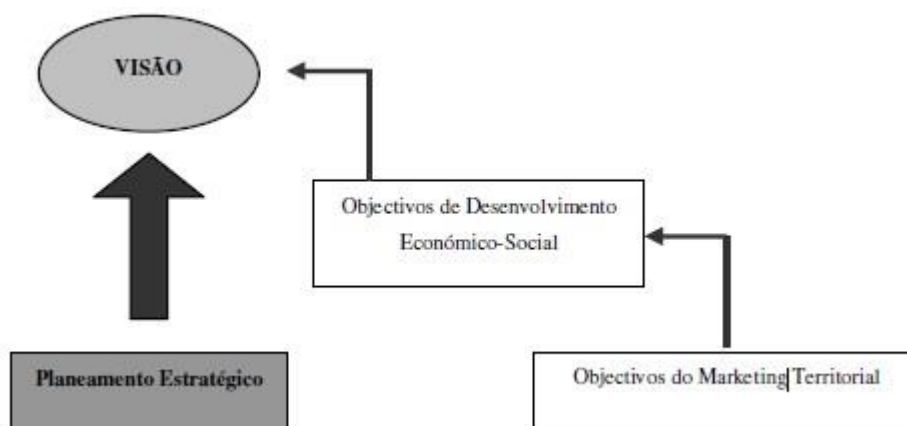 VISÃO
Objectivos de Desenvolvimento
Económico-Social
Planeamento Estratégico
Objectivos do Marketing Territorial